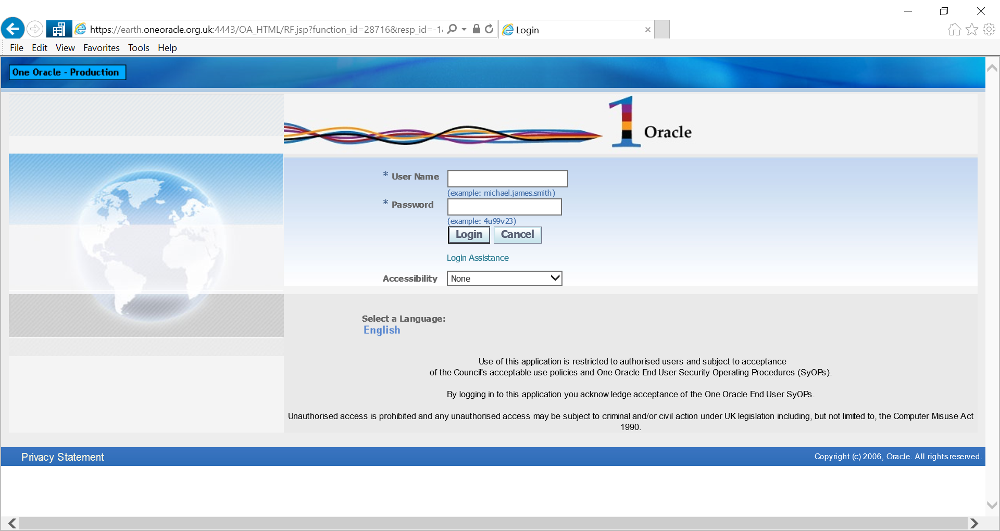 https://earth.oneoracle.org.uk:4443/OA_HTML/RF.jsp?function_id=28716&resp_id=-1
Login
File Edit View Favorites Tools Help
One Oracle - Production
1 Oracle
* User Name
(example: michael.james.smith)
* Password
(example: 4u99v23)
Login Cancel
Login Assistance
Accessibility None
Select a Language:
English
Use of this application is restricted to authorised users and subject to acceptance
of the Council's acceptable use policies and One Oracle End User Security Operating Procedures (SyOPs).
By logging in to this application you acknowledge acceptance of the One Oracle End User SyOPs.
Unauthorised access is prohibited and any unauthorised access may be subject to criminal and/or civil action under UK legislation including, but not limited to, the Computer Misuse Act
1990.
Privacy Statement Copyright (c) 2006, Oracle. All rights reserved.